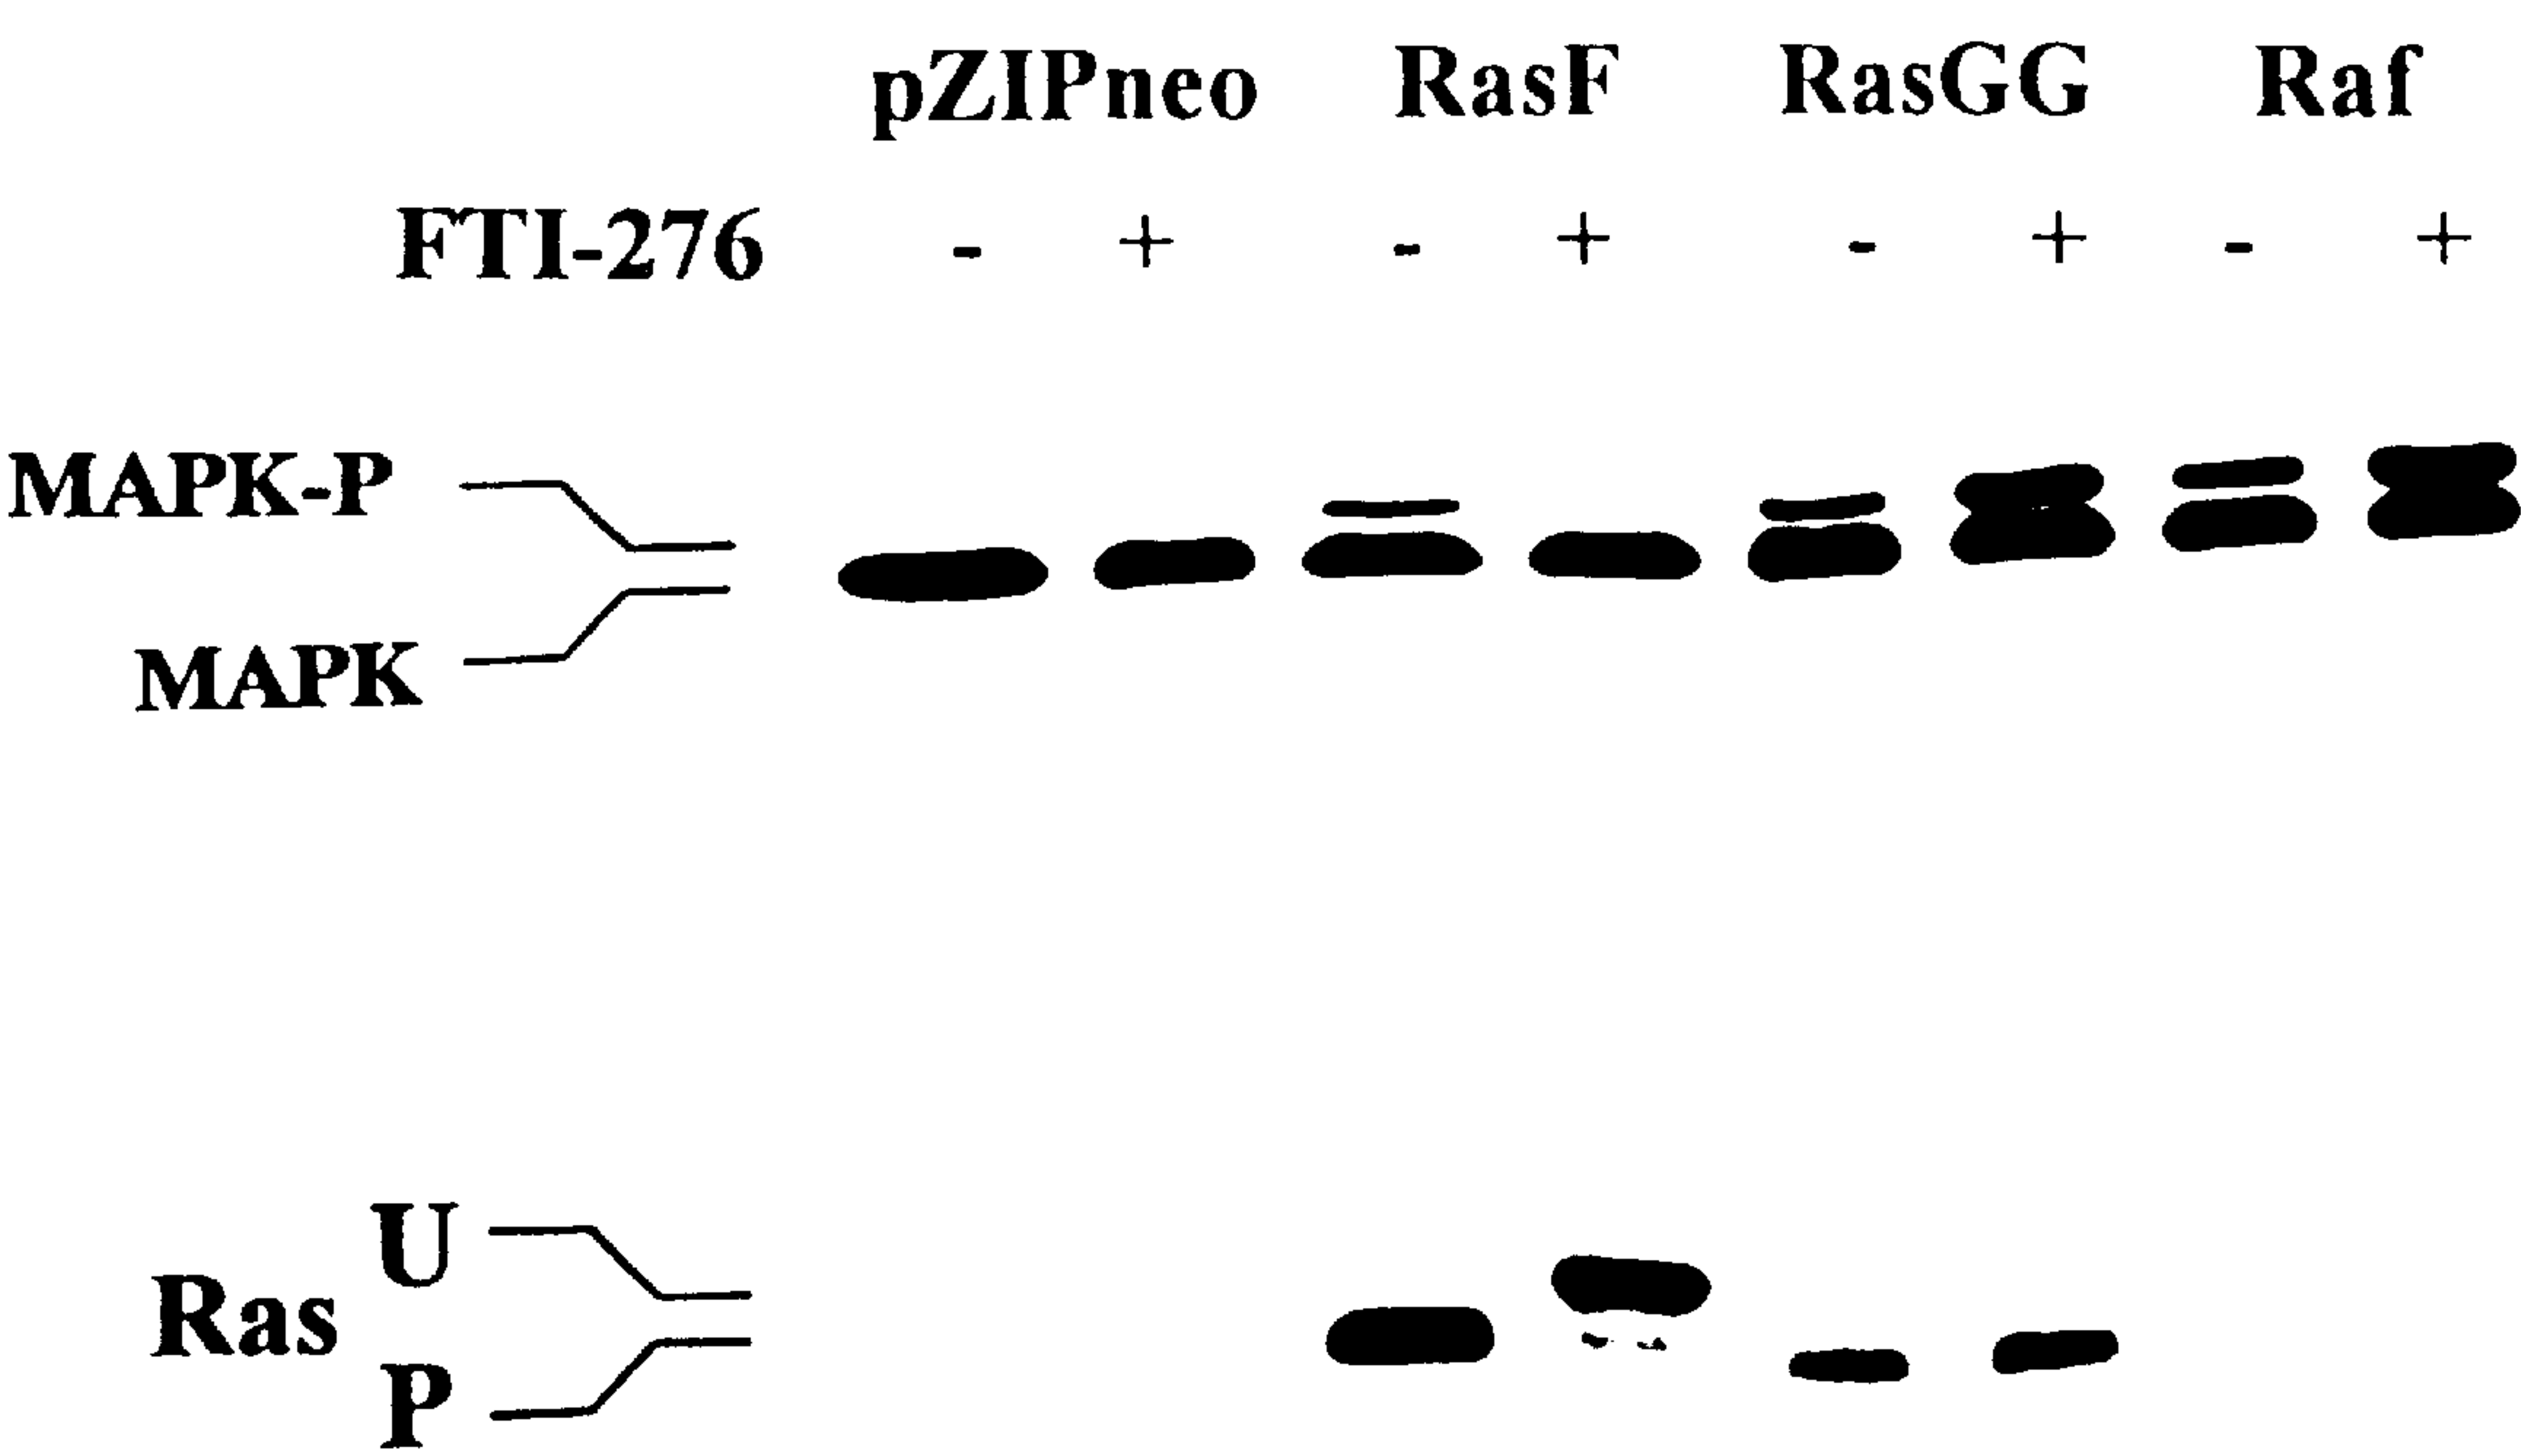 pZIPneo RasF RasGG Raf
FTI-276 - + - + - + - +
MAPK-P
MAPK
U
Ras
P